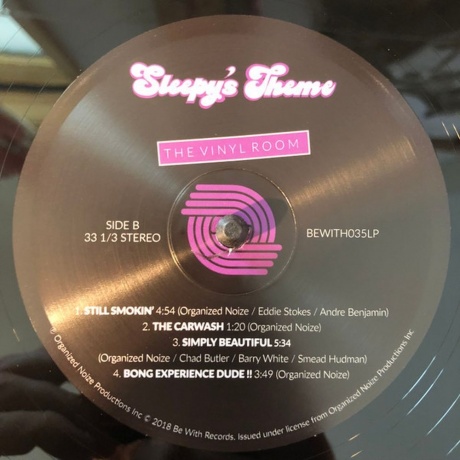 Sleepy's Theme
THE VINYL ROOM
SIDE B
33 1/3 STEREO
BEWITH035LP
1. STILL SMOKIN' 4:54 (Organized Noize / Eddie Stokes / Andre Benjamin)
2. THE CARWASH 1:20 (Organized Noize)
3. SIMPLY BEAUTIFUL 5:34
(Organized Noize / Chad Butler / Barry White / Smead Hudman)
4. BONG EXPERIENCE DUDE !! 3:49 (Organized Noize)
Organized Noize Productions Inc © 2018 Be With Records. Issued under license from Organized Noize Productions Inc